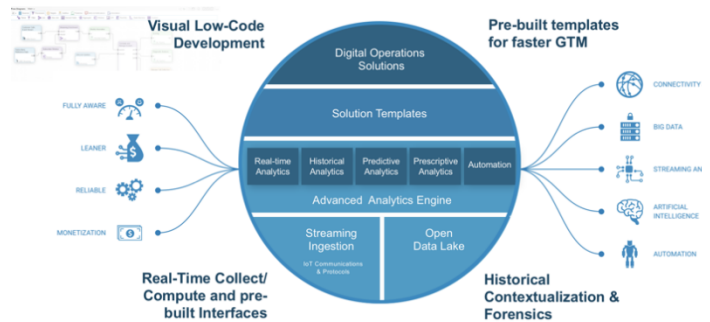 Visual Low-Code
Development
Pre-built templates
for faster GTM
Digital Operations
Solutions
Solution Templates
Real-time
Analytics
Historical
Analytics
Predictive
Analytics
Prescriptive
Analytics
Automation
Advanced Analytics Engine
Streaming
Ingestion
IoT Communications
& Protocols
Open
Data Lake
FULLY AWARE
LEANER
RELIABLE
MONETIZATION
CONNECTIVITY
BIG DATA
STREAMING AN
ARTIFICIAL
INTELLIGENCE
AUTOMATION
Real-Time Collect/
Compute and pre-
built Interfaces
Historical
Contextualization &
Forensics